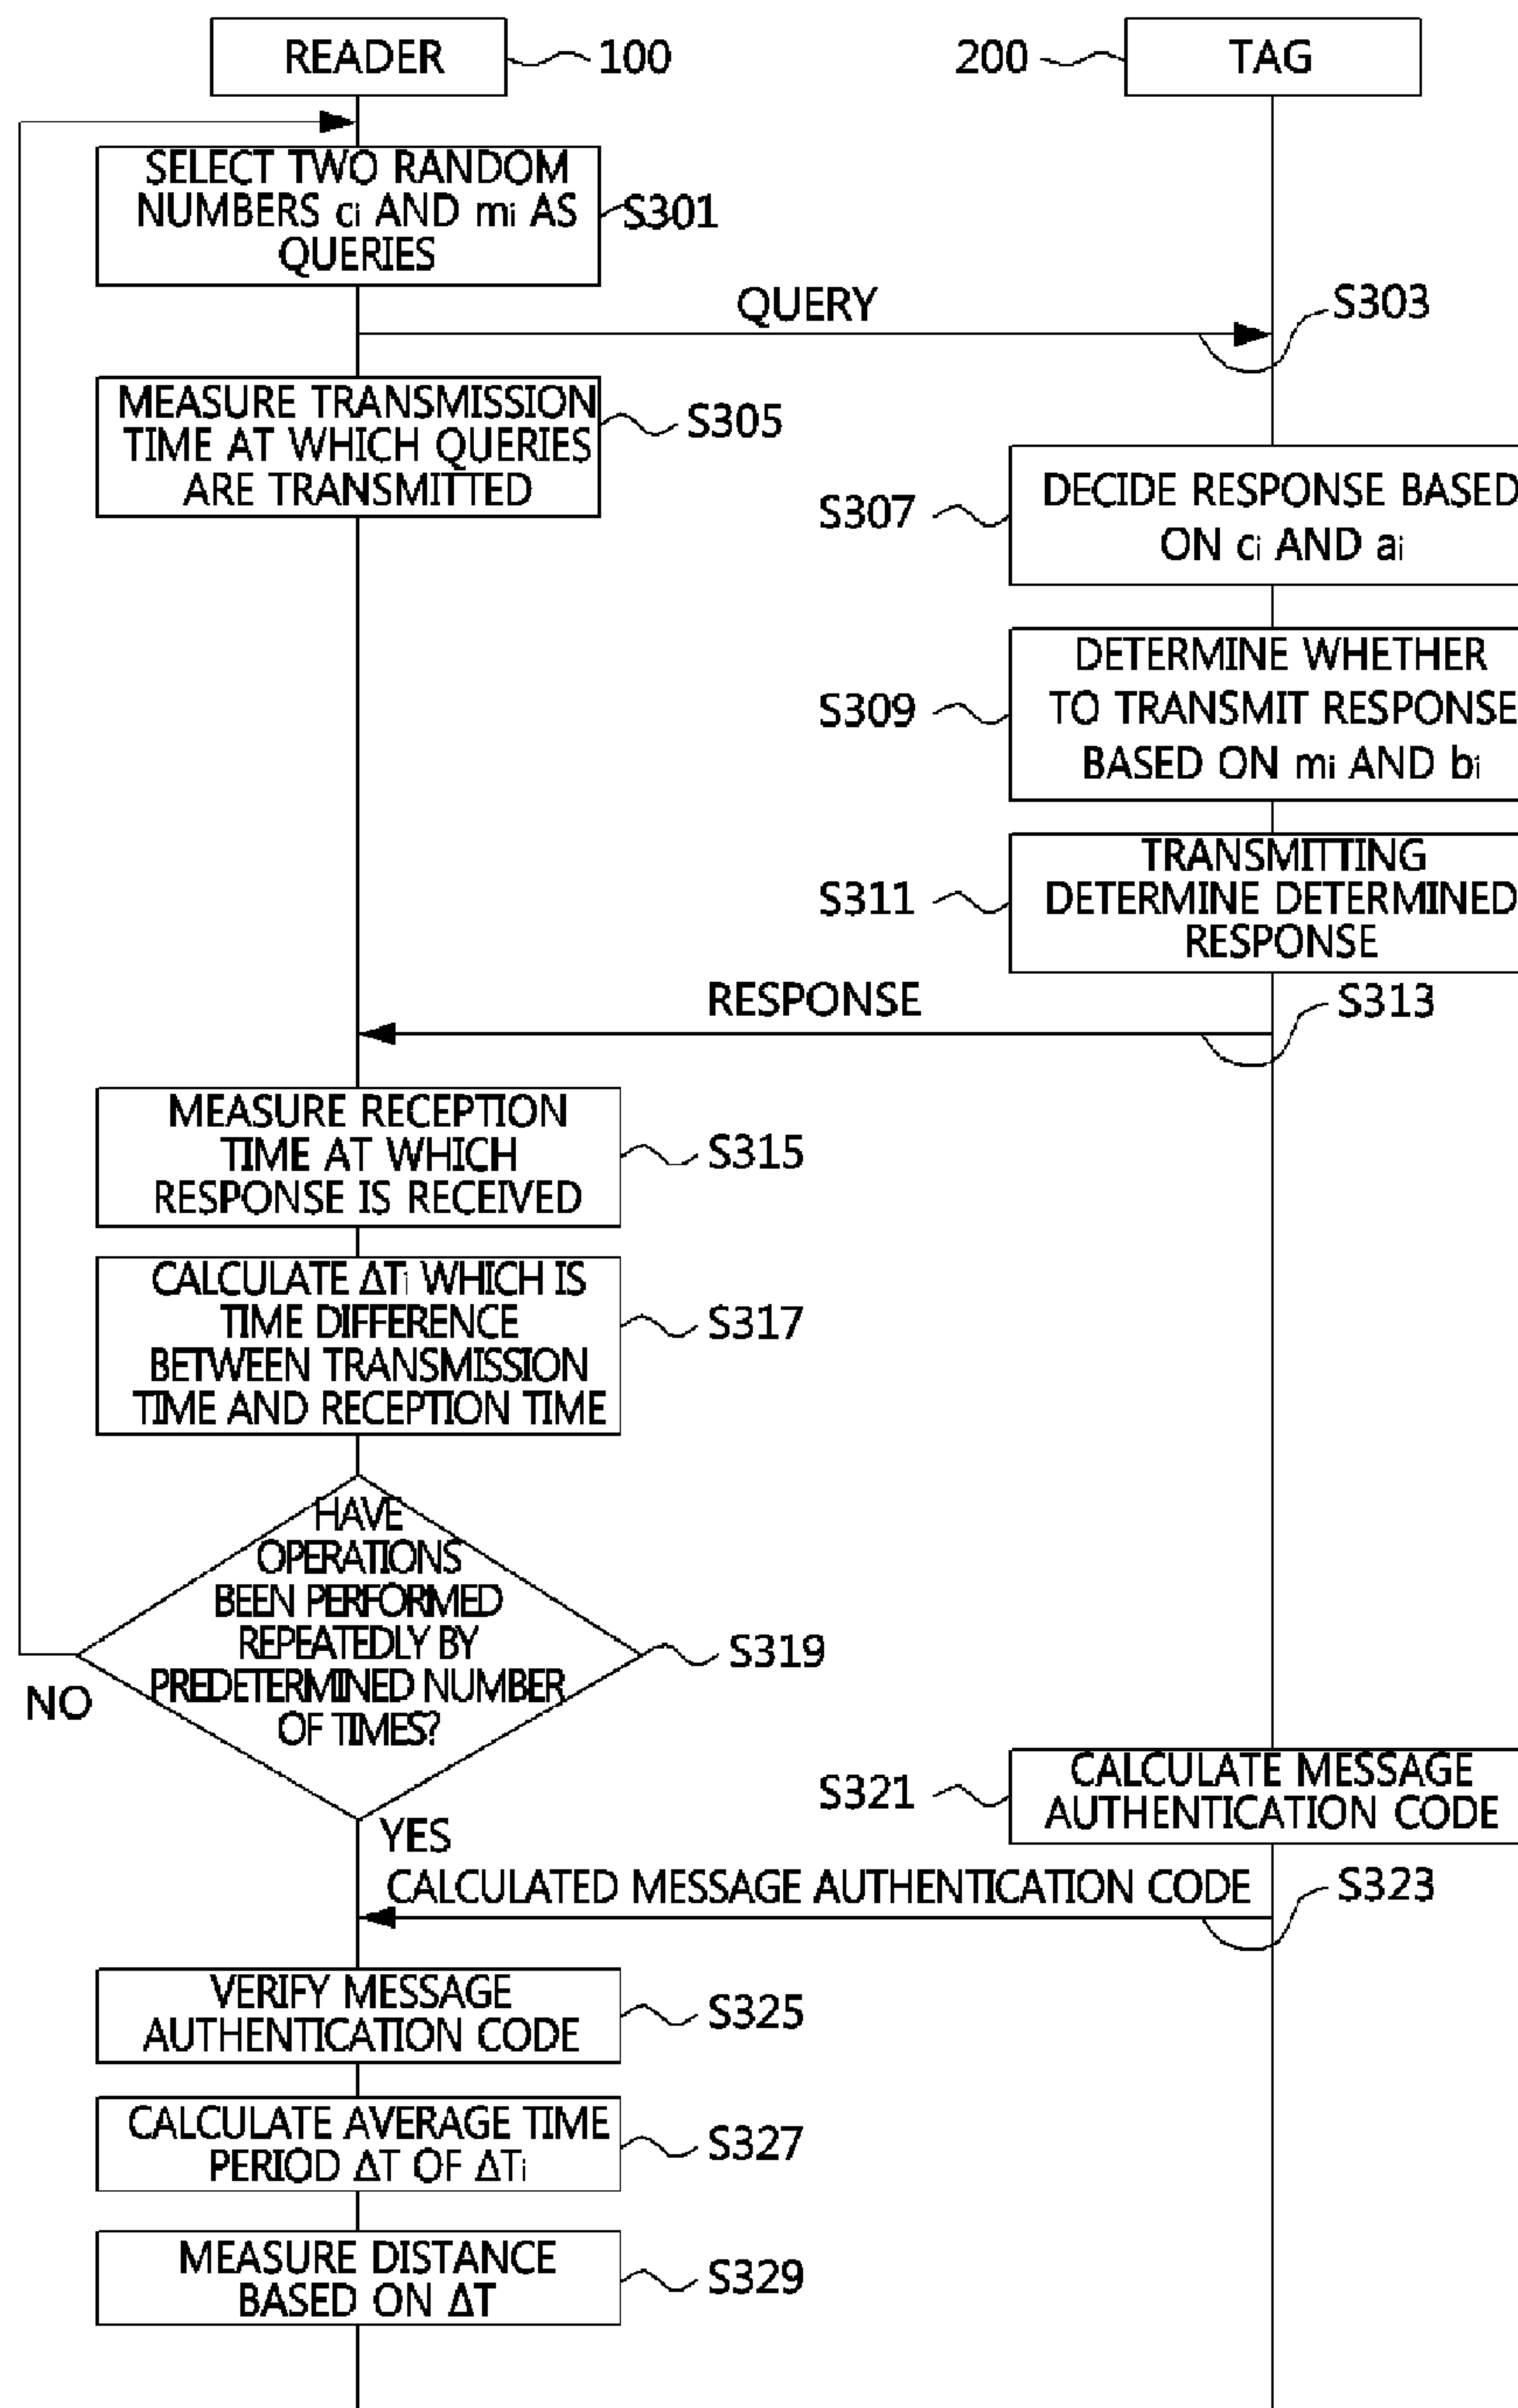 READER
100
200
TAG
SELECT TWO RANDOM
NUMBERS ci AND mi AS
QUERIES
S301
QUERY
S303
MEASURE TRANSMISSION
TIME AT WHICH QUERIES
ARE TRANSMITTED
S305
S307
DECIDE RESPONSE BASED
ON ci AND ai
S309
DETERMINE WHETHER
TO TRANSMIT RESPONSE
BASED ON mi AND bi
S311
TRANSMITTING
DETERMINE DETERMINED
RESPONSE
RESPONSE
S313
MEASURE RECEPTION
TIME AT WHICH
RESPONSE IS RECEIVED
S315
CALCULATE ΔTi WHICH IS
TIME DIFFERENCE
BETWEEN TRANSMISSION
TIME AND RECEPTION TIME
S317
HAVE
OPERATIONS
BEEN PERFORMED
REPEATEDLY BY
PREDETERMINED NUMBER
OF TIMES?
S319
NO
YES
S321
CALCULATE MESSAGE
AUTHENTICATION CODE
CALCULATED MESSAGE AUTHENTICATION CODE
S323
VERIFY MESSAGE
AUTHENTICATION CODE
S325
CALCULATE AVERAGE TIME
PERIOD ΔT OF ΔTi
S327
MEASURE DISTANCE
BASED ON ΔT
S329